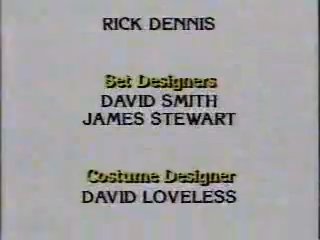 RICK DENNIS
Set Designers
DAVID SMITH
JAMES STEWART
Costume Designer
DAVID LOVELESS